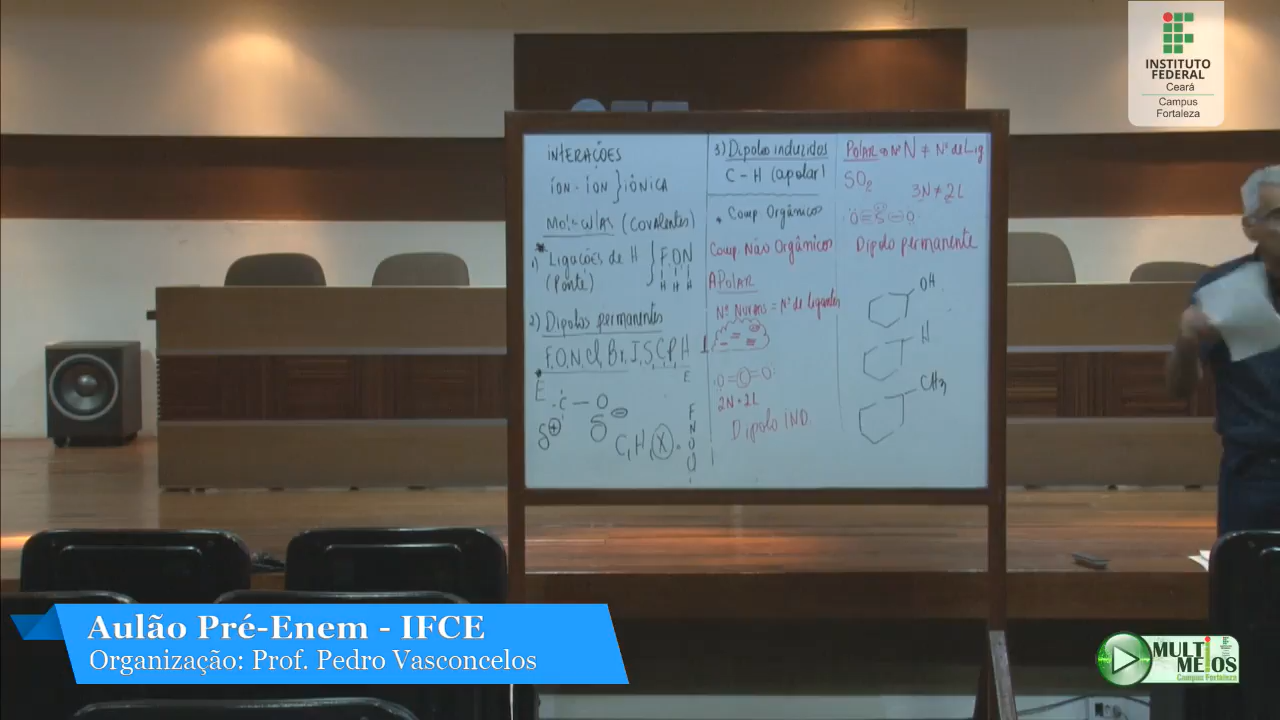 INTERAÇÕES
ÍON - ÍON } IÔNICA
MOLÉCULAS (COVALENTES)
1) Ligações de H } F, O, N
(Ponte) H H H
2) Dipolos permanentes
F, O, N, Cl, Br, I, S, C, P, H
E E
C — O
δ⊕ δ⊖
C, H, X
F
N
O
Cl
3) Dipolos induzidos
C - H (apolar)
Comp Orgânicos
Comp. Não Orgânicos
APOLAR
Nº Nuvens = Nº de ligantes
O=C=O
2N = 2L
Dipolo IND.
POLAR Nº N ≠ Nº de Lig
SO2
3N ≠ 2L
O=S-O
Dipolo permanente
OH
H
CH3
INSTITUTO
FEDERAL
Ceará
Campus
Fortaleza
Aulão Pré-Enem - IFCE
Organização: Prof. Pedro Vasconcelos
MULTIMEIOS
Campus Fortaleza